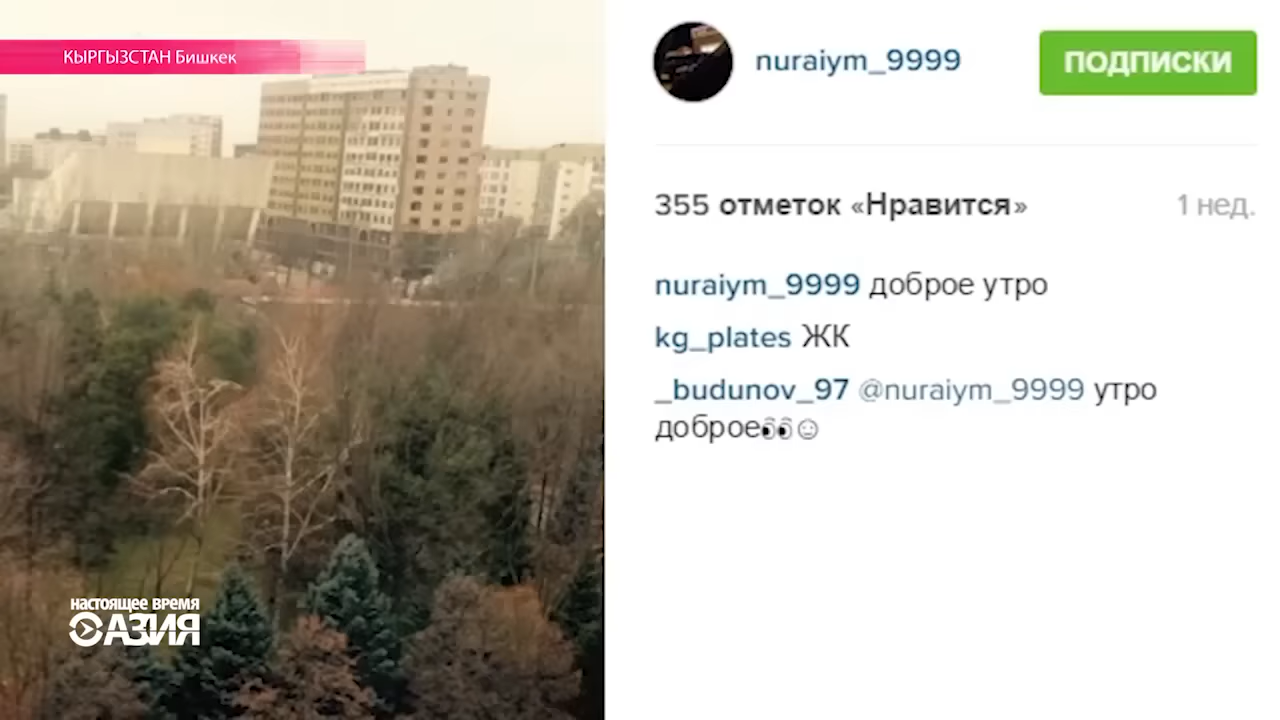 КЫРГЫЗСТАН Бишкек
nuraiym_9999
ПОДПИСКИ
355 отметок «Нравится»
1 нед.
nuraiym_9999 доброе утро
kg_plates ЖК
_budunov_97 @nuraiym_9999 утро
доброе👀☺
НАСТОЯЩЕЕ ВРЕМЯ
АЗИЯ